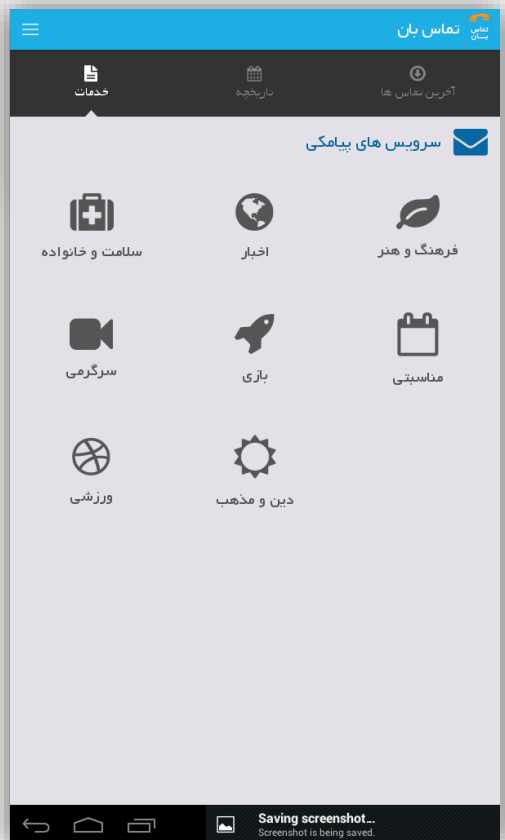 تماس بان
تماس
بان
آخرین تماس ها
تاریخچه
خدمات
سرویس های پیامکی
فرهنگ و هنر
اخبار
سلامت و خانواده
مناسبتی
بازی
سرگرمی
دین و مذهب
ورزشی
Saving screenshot...
Screenshot is being saved.